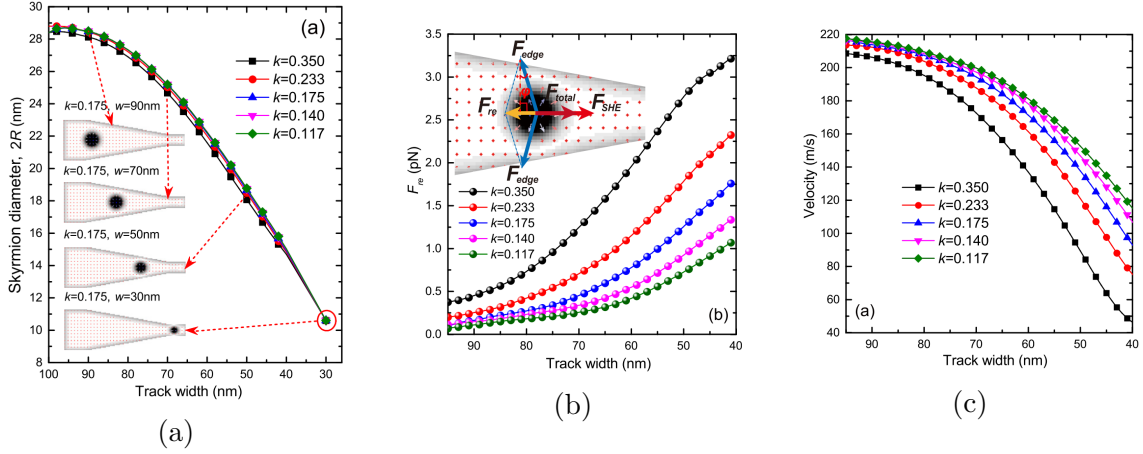 (a)
Skyrmion diameter, 2R (nm)
30
28
26
24
22
20
18
16
14
12
10
8
k=0.350
k=0.233
k=0.175
k=0.140
k=0.117
k=0.175, w=90nm
k=0.175, w=70nm
k=0.175, w=50nm
k=0.175, w=30nm
100 90 80 70 60 50 40 30
Track width (nm)
(a)
F_re (pN)
3.5
3.0
2.5
2.0
1.5
1.0
0.5
0.0
F_edge
F_re
F_total
F_SHE
F_edge
k=0.350
k=0.233
k=0.175
k=0.140
k=0.117
(b)
90 80 70 60 50 40
Track width (nm)
(b)
Velocity (m/s)
220
200
180
160
140
120
100
80
60
40
k=0.350
k=0.233
k=0.175
k=0.140
k=0.117
(a)
90 80 70 60 50 40
Track width (nm)
(c)